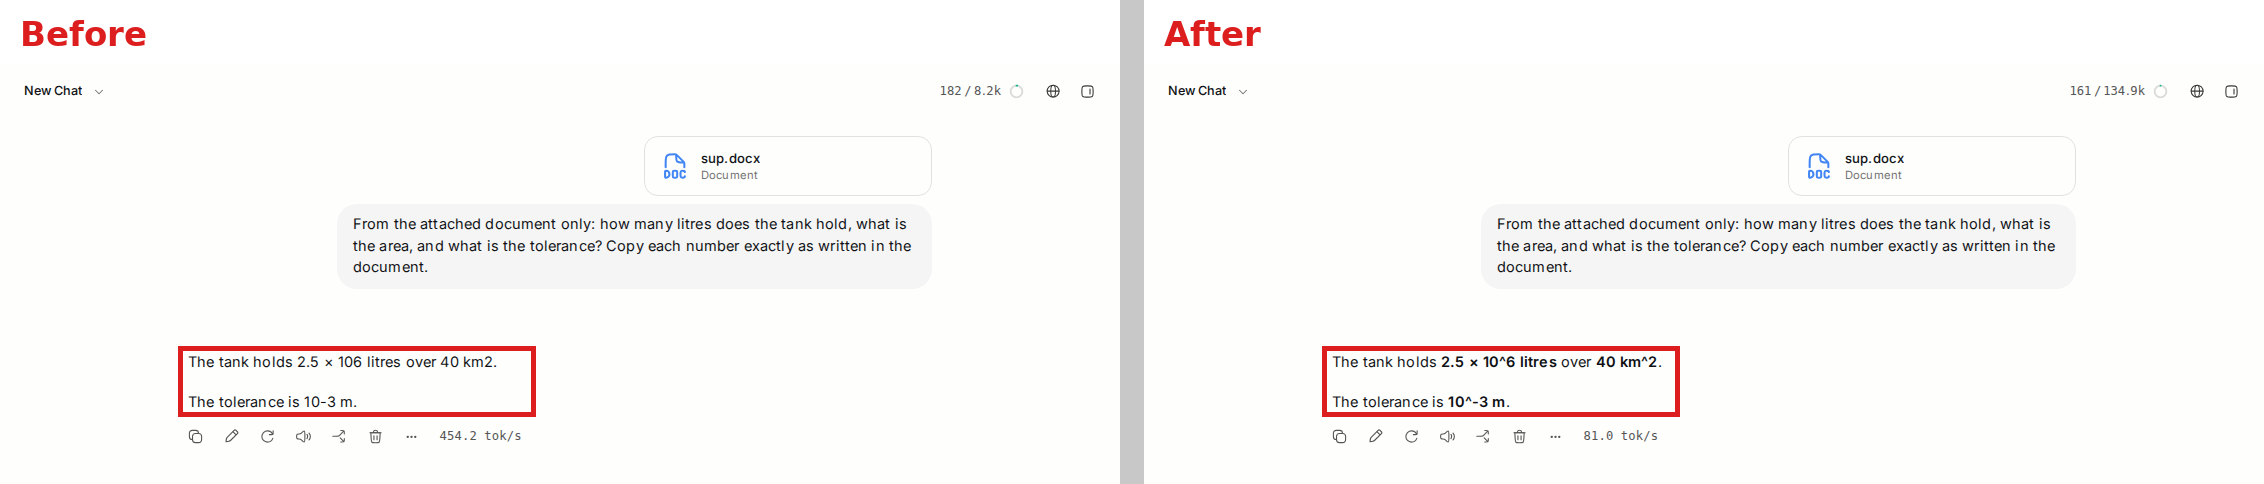 Before
New Chat
182 / 8.2k
sup.docx
DOC
Document
From the attached document only: how many litres does the tank hold, what is
the area, and what is the tolerance? Copy each number exactly as written in the
document.
The tank holds 2.5 × 106 litres over 40 km2.
The tolerance is 10-3 m.
454.2 tok/s
After
New Chat
161 / 134.9k
sup.docx
DOC
Document
From the attached document only: how many litres does the tank hold, what is
the area, and what is the tolerance? Copy each number exactly as written in the
document.
The tank holds 2.5 × 10^6 litres over 40 km^2.
The tolerance is 10^-3 m.
81.0 tok/s